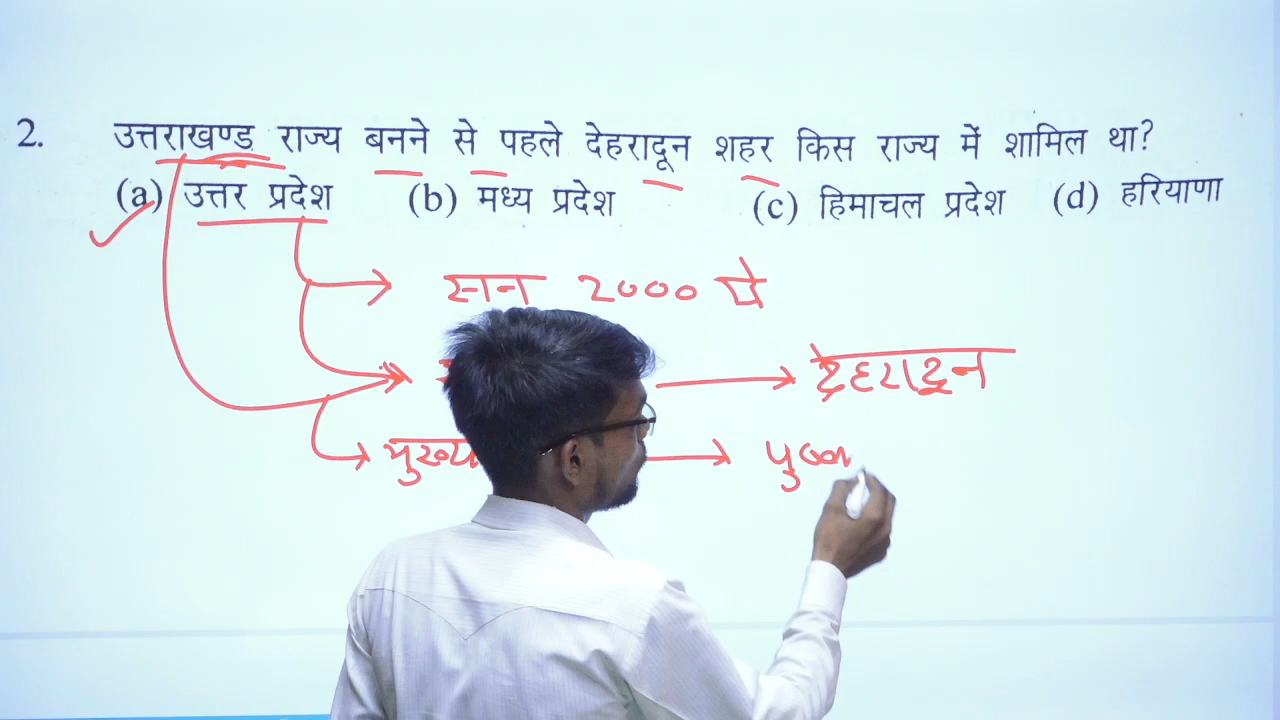 2. उत्तराखण्ड राज्य बनने से पहले देहरादून शहर किस राज्य में शामिल था?
(a) उत्तर प्रदेश (b) मध्य प्रदेश (c) हिमाचल प्रदेश (d) हरियाणा
सन 2000 में
देहरादून
मुख्य